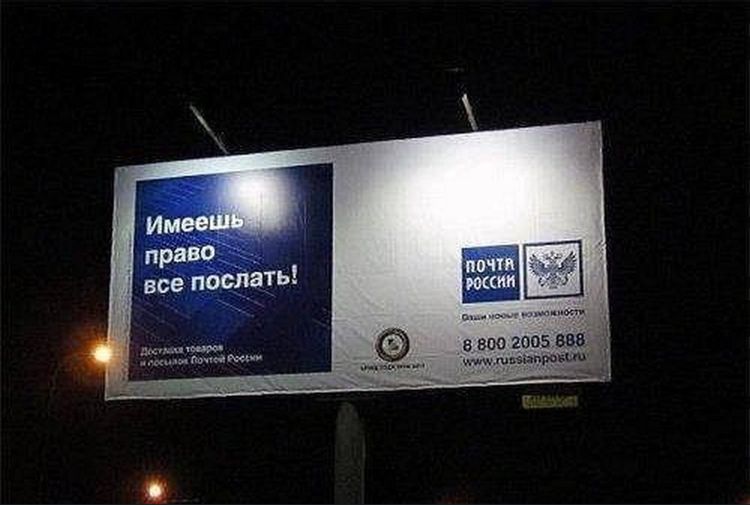 Имеешь
право
все послать!
Доставка товаров
и посылок Почтой России
ПОЧТА
РОССИИ
Ваши новые возможности
8 800 2005 888
www.russianpost.ru